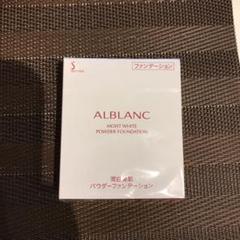 S
ファンデーション
ALBLANC
MOIST WHITE
POWDER FOUNDATION
潤白美肌
パウダーファンデーション